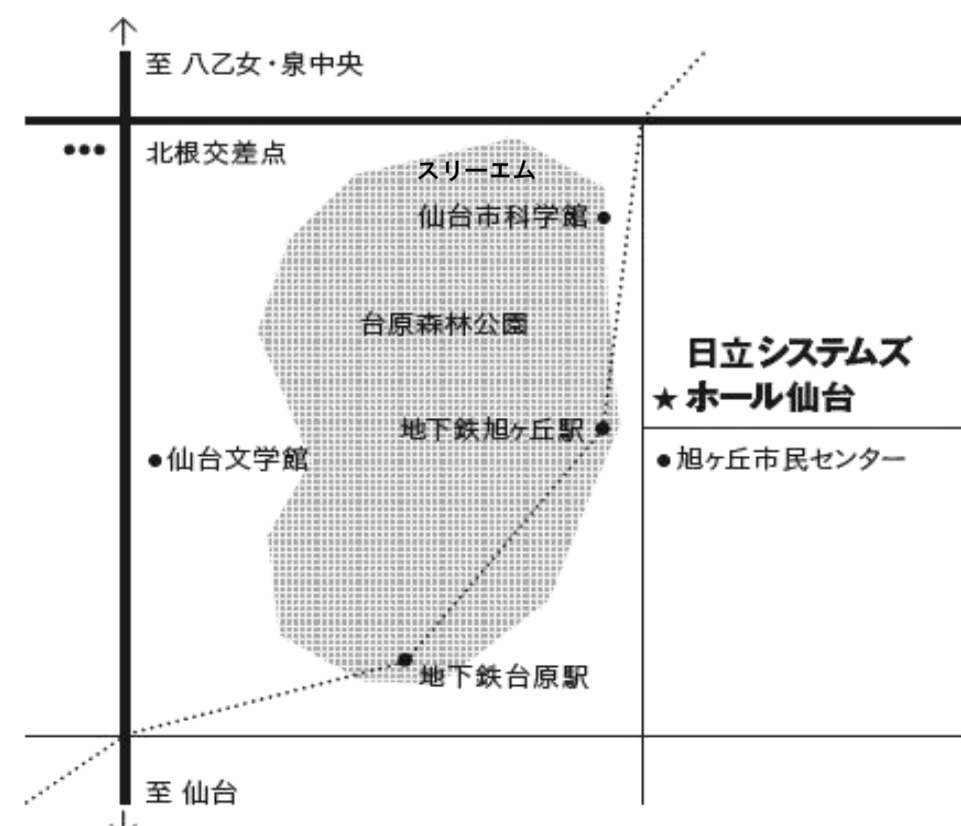 至 八乙女・泉中央
北根交差点
スリーエム
仙台市科学館
台原森林公園
日立システムズ
ホール仙台
地下鉄旭ヶ丘駅
仙台文学館
旭ヶ丘市民センター
地下鉄台原駅
至 仙台